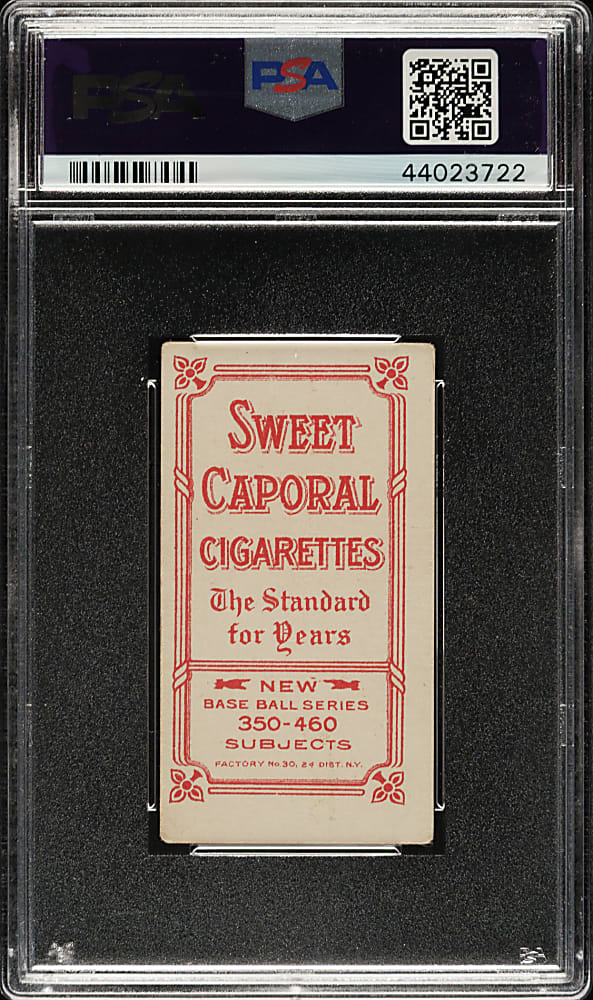 PSA
PSA
44023722
SWEET
CAPORAL
CIGARETTES
The Standard
for Years
NEW
BASE BALL SERIES
350-460
SUBJECTS
FACTORY No. 30, 2d DIST. N.Y.